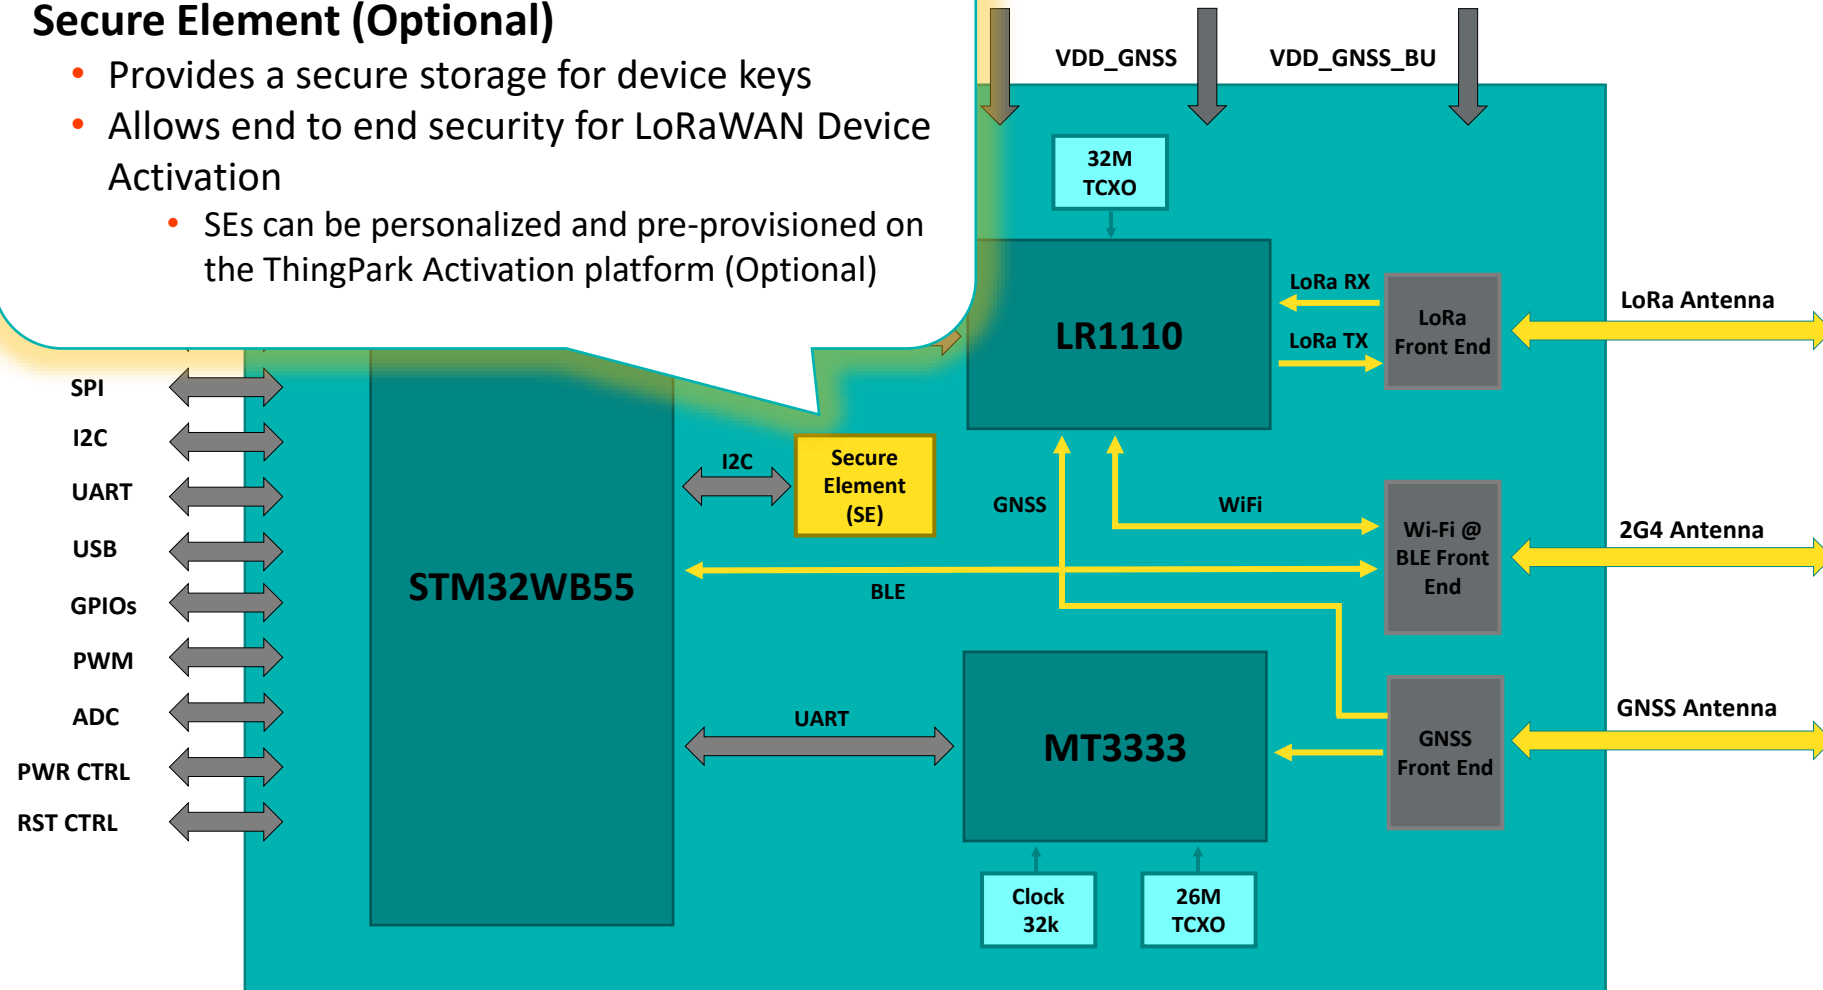 Secure Element (Optional)
• Provides a secure storage for device keys
• Allows end to end security for LoRaWAN Device
Activation
• SEs can be personalized and pre-provisioned on
the ThingPark Activation platform (Optional)
VDD_GNSS
VDD_GNSS_BU
32M
TCXO
LR1110
LoRa RX
LoRa TX
LoRa
Front End
LoRa Antenna
SPI
I2C
UART
USB
GPIOs
PWM
ADC
PWR CTRL
RST CTRL
STM32WB55
I2C
Secure
Element
(SE)
GNSS
WiFi
BLE
Wi-Fi @
BLE Front
End
2G4 Antenna
UART
MT3333
GNSS
Front End
GNSS Antenna
Clock
32k
26M
TCXO